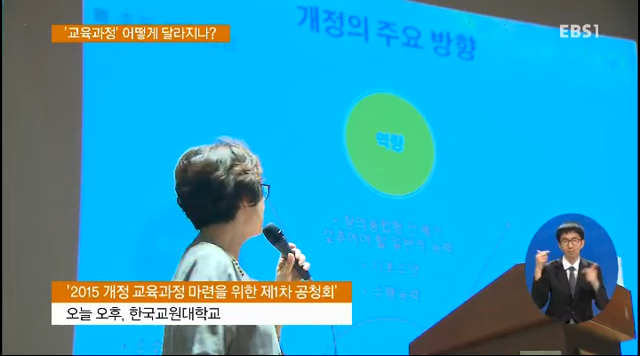 '교육과정' 어떻게 달라지나?
EBS1
개정의 주요 방향
역량
'2015 개정 교육과정 마련을 위한 제1차 공청회'
오늘 오후, 한국교원대학교